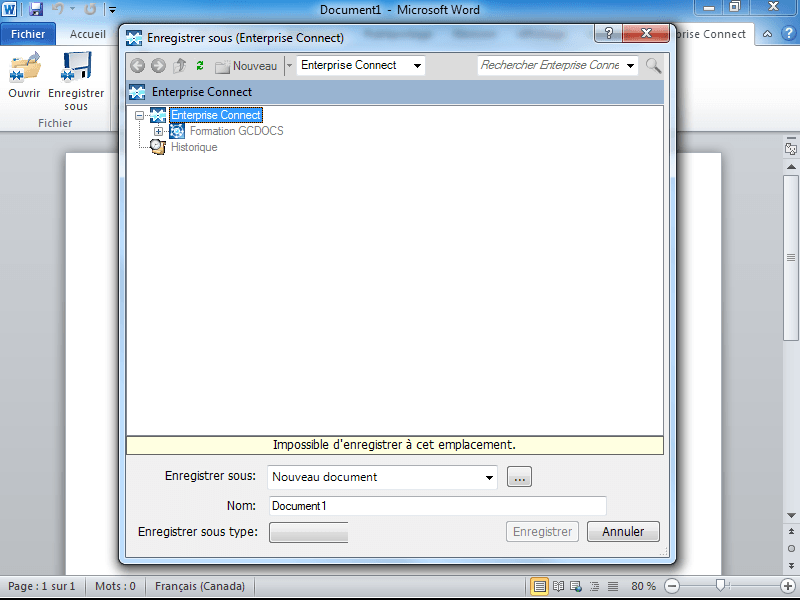 Document1 - Microsoft Word
Fichier
Accueil
prise Connect
Ouvrir
Enregistrer sous
Fichier
Enregistrer sous (Enterprise Connect)
Nouveau
Enterprise Connect
Rechercher Enterprise Conne
Enterprise Connect
Enterprise Connect
Formation GCDOCS
Historique
Impossible d'enregistrer à cet emplacement.
Enregistrer sous: Nouveau document ...
Nom: Document1
Enregistrer sous type:
Enregistrer Annuler
Page : 1 sur 1 Mots : 0 Français (Canada) 80 %